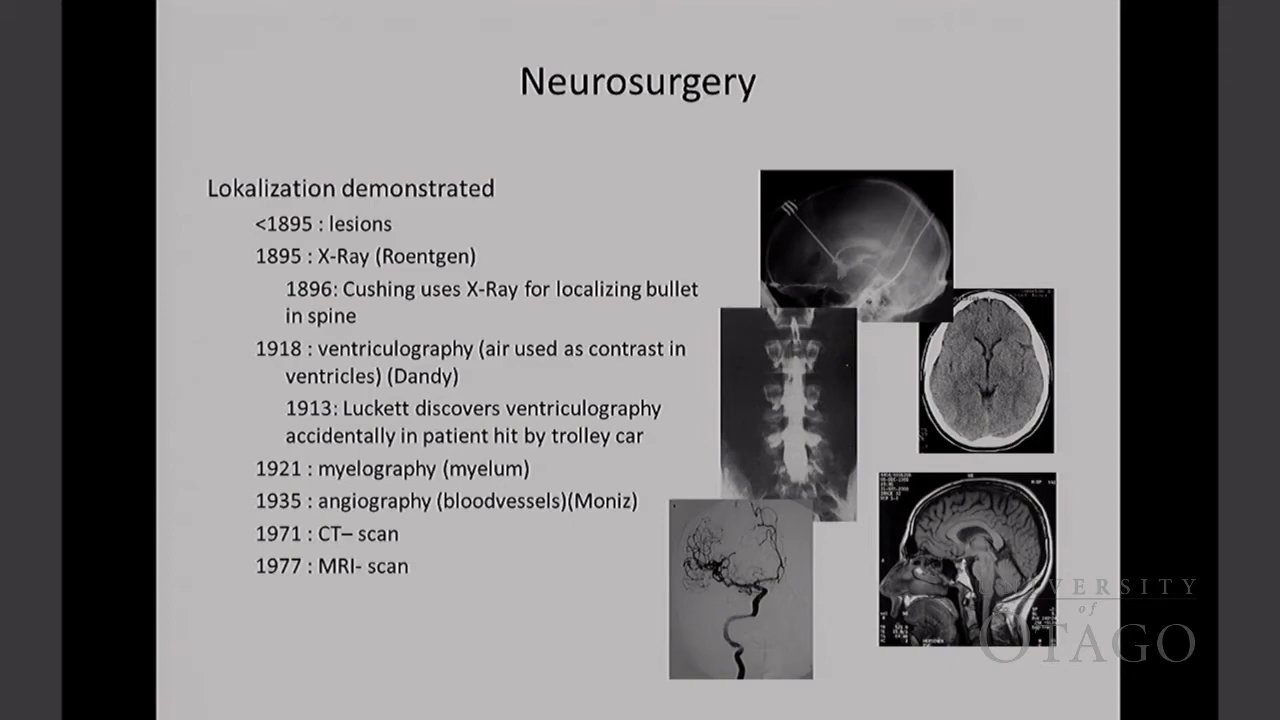 Neurosurgery
Lokalization demonstrated
<1895 : lesions
1895 : X-Ray (Roentgen)
1896: Cushing uses X-Ray for localizing bullet
in spine
1918 : ventriculography (air used as contrast in
ventricles) (Dandy)
1913: Luckett discovers ventriculography
accidentally in patient hit by trolley car
1921 : myelography (myelum)
1935 : angiography (bloodvessels)(Moniz)
1971 : CT– scan
1977 : MRI- scan
UNIVERSITY
of
OTAGO